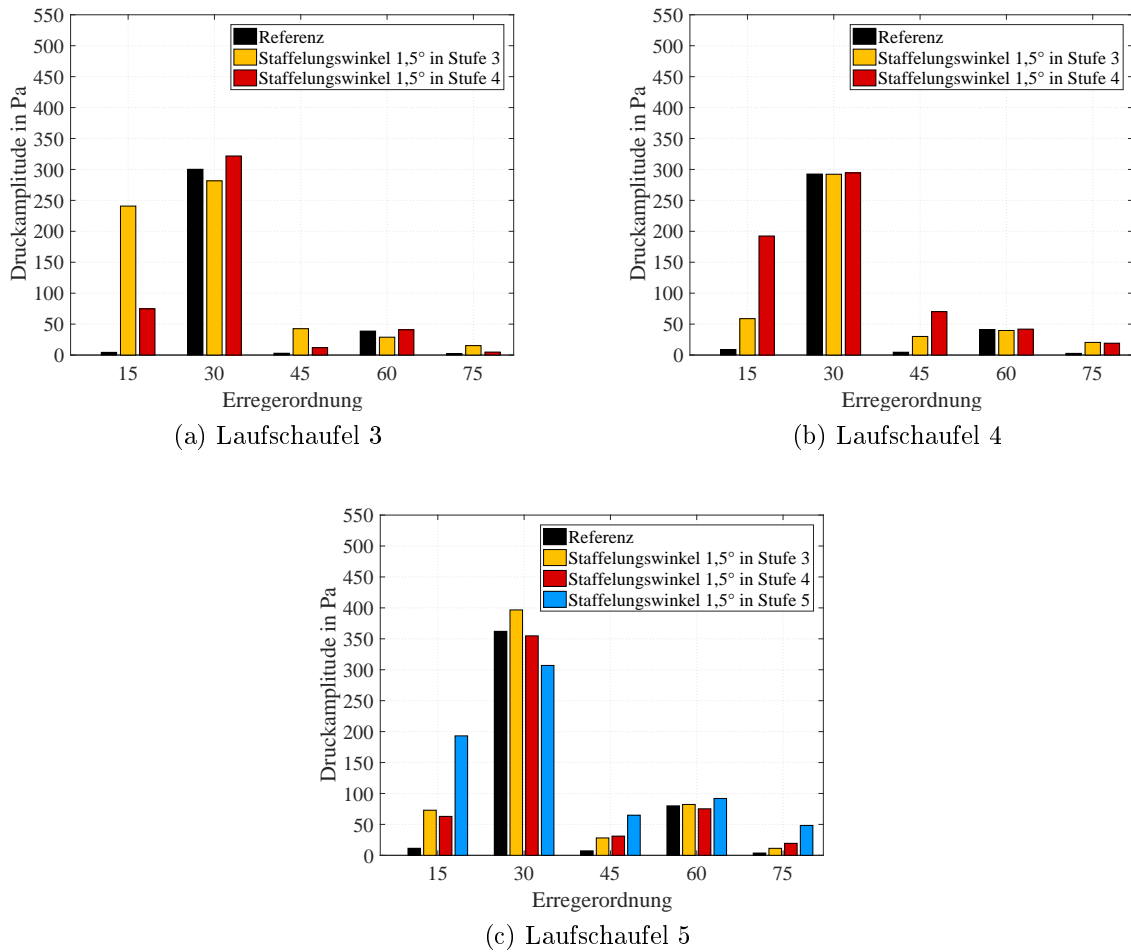 550
500
450
400
350
300
250
200
150
100
50
0
Druckamplitude in Pa
Referenz
Staffelungswinkel 1,5° in Stufe 3
Staffelungswinkel 1,5° in Stufe 4
15 30 45 60 75
Erregerordnung
(a) Laufschaufel 3
550
500
450
400
350
300
250
200
150
100
50
0
Druckamplitude in Pa
Referenz
Staffelungswinkel 1,5° in Stufe 3
Staffelungswinkel 1,5° in Stufe 4
15 30 45 60 75
Erregerordnung
(b) Laufschaufel 4
550
500
450
400
350
300
250
200
150
100
50
0
Druckamplitude in Pa
Referenz
Staffelungswinkel 1,5° in Stufe 3
Staffelungswinkel 1,5° in Stufe 4
Staffelungswinkel 1,5° in Stufe 5
15 30 45 60 75
Erregerordnung
(c) Laufschaufel 5